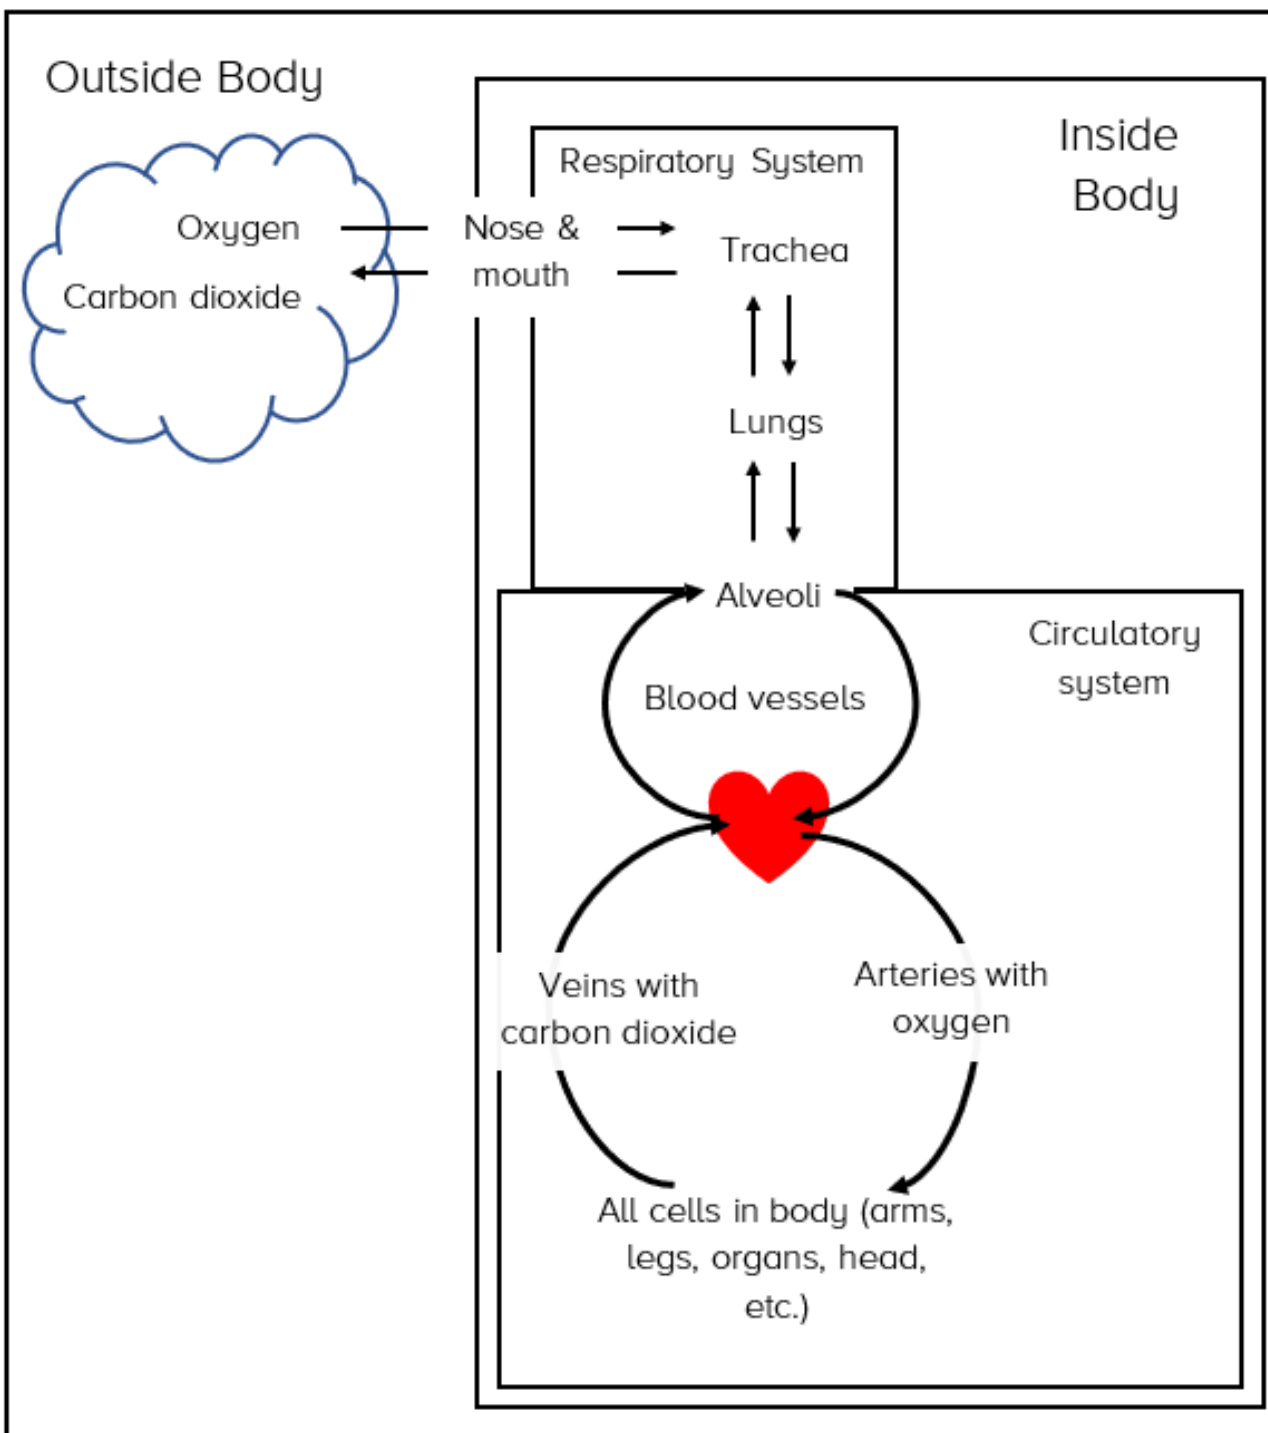 Outside Body
Inside
Body
Respiratory System
Oxygen
Carbon dioxide
Nose &
mouth
Trachea
Lungs
Alveoli
Circulatory
system
Blood vessels
Veins with
carbon dioxide
Arteries with
oxygen
All cells in body (arms,
legs, organs, head,
etc.)